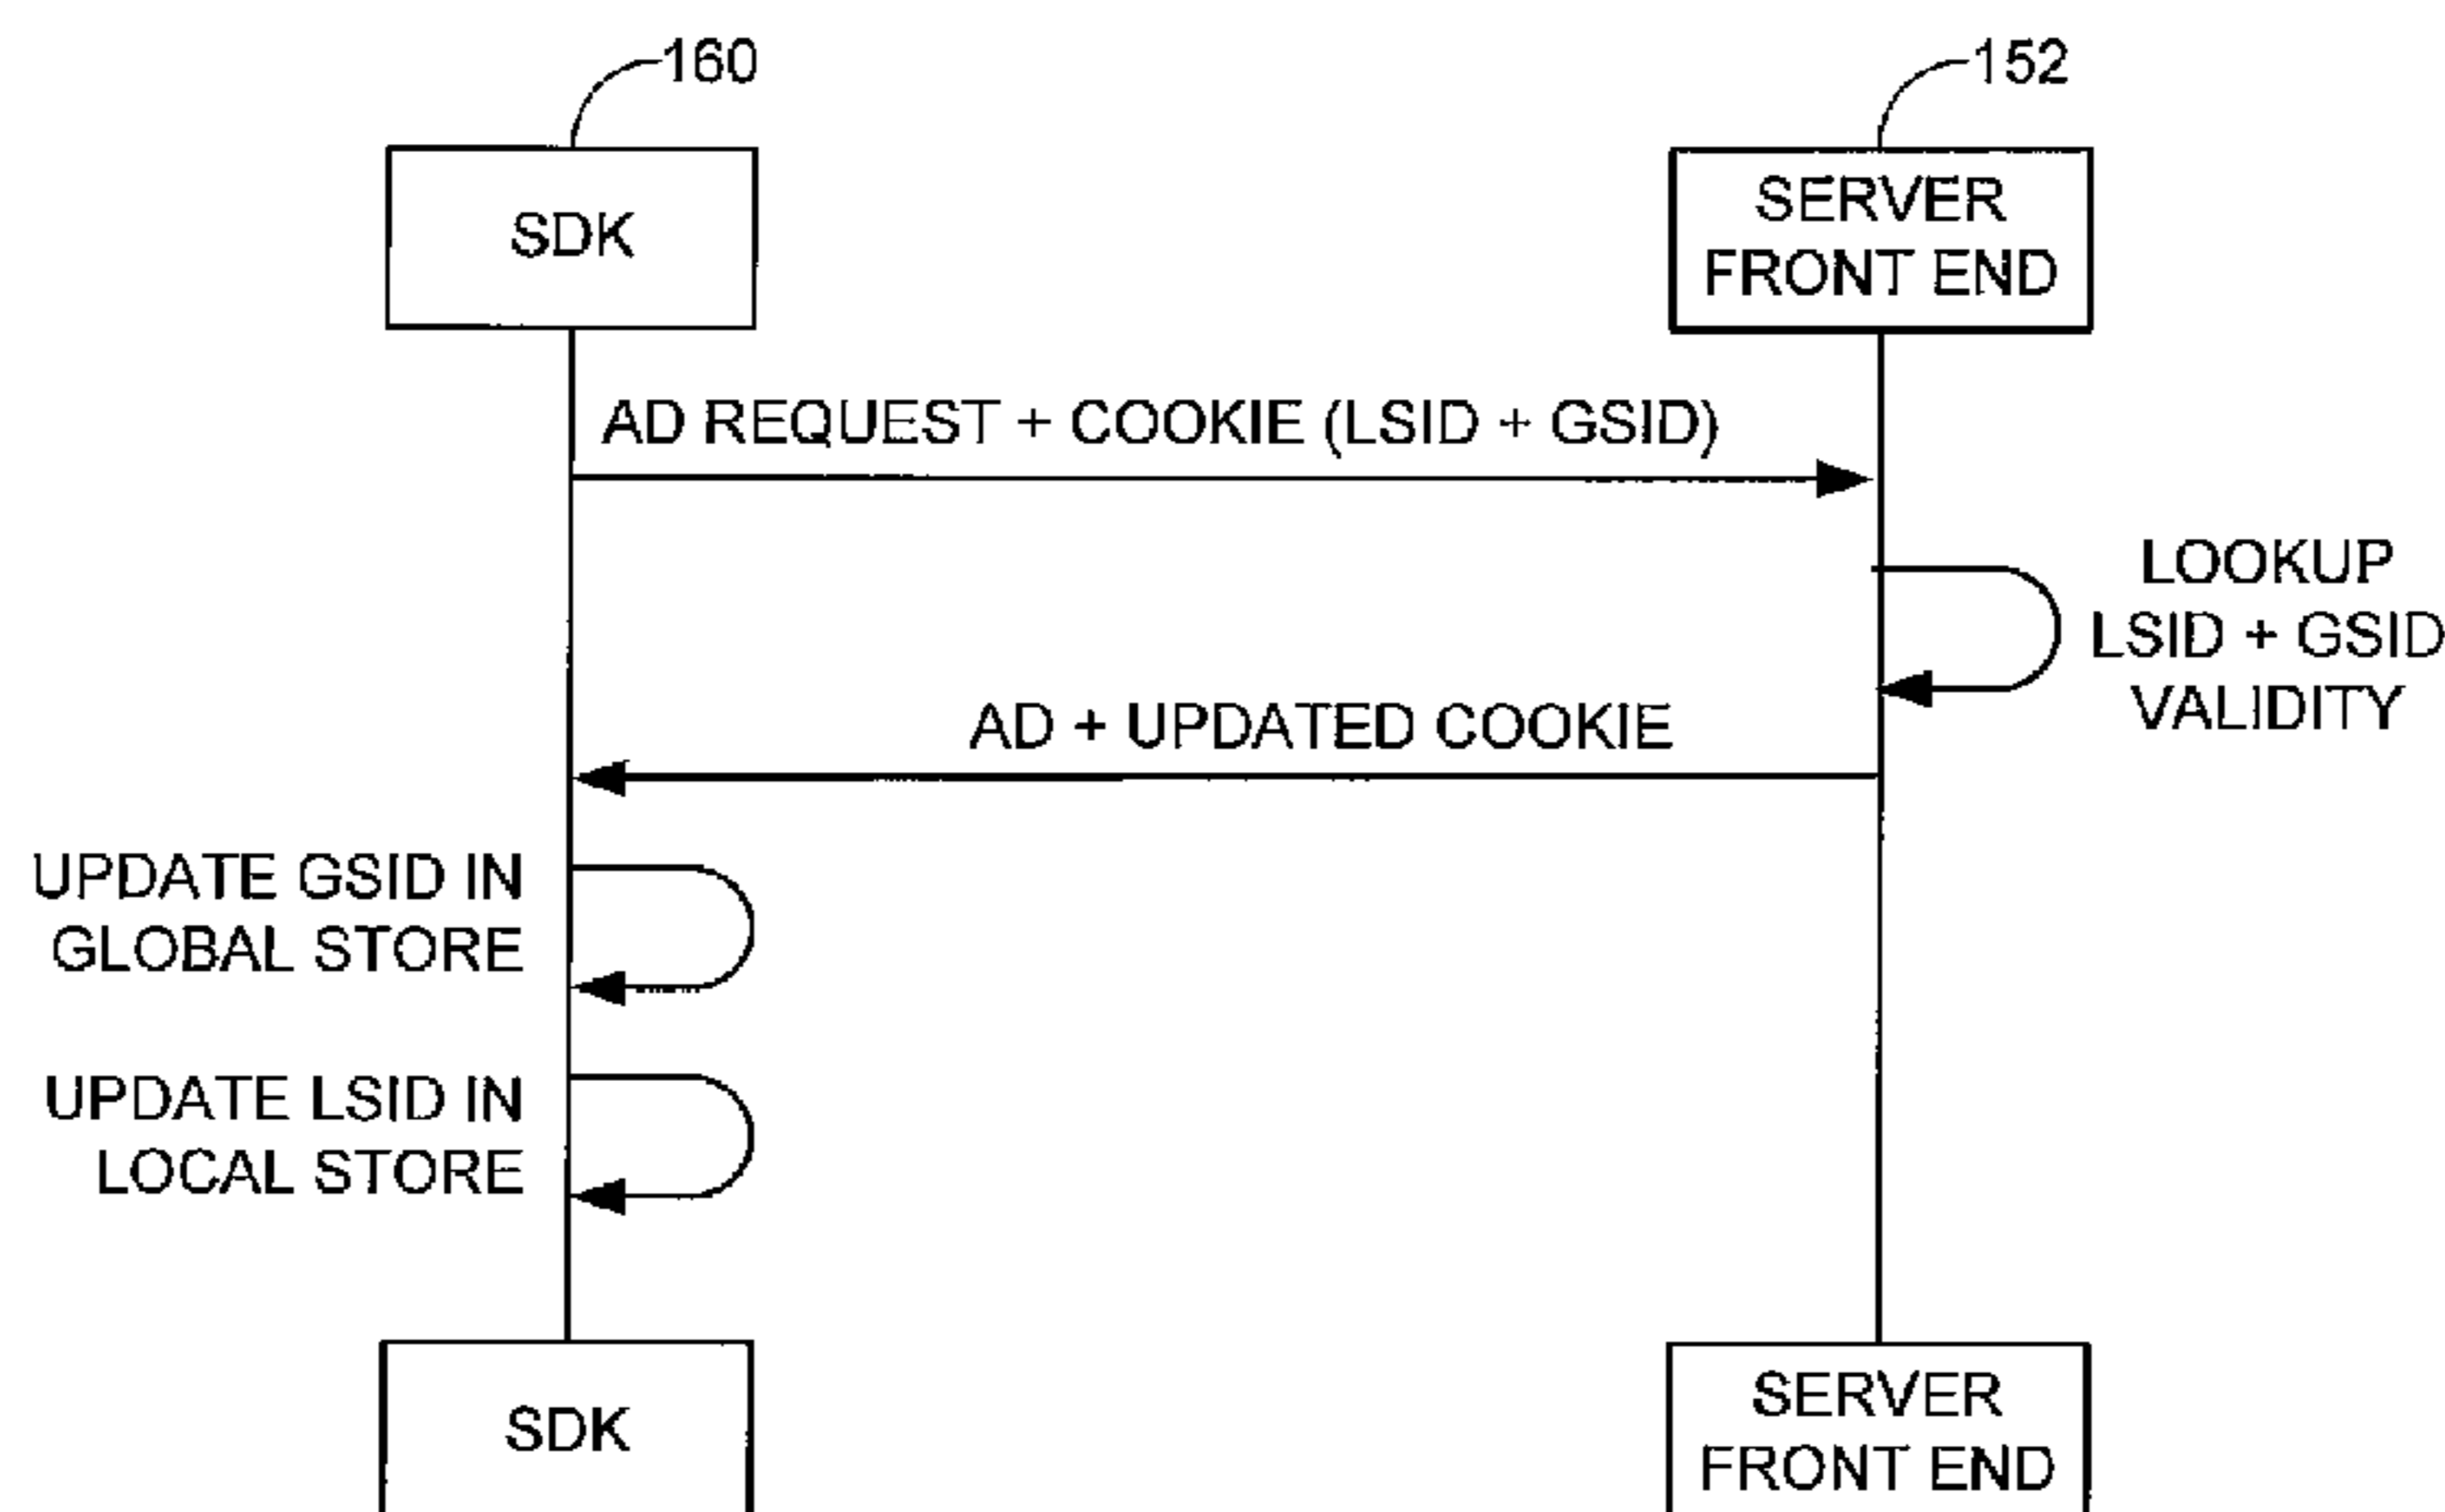 160
152
SDK
SERVER
FRONT END
AD REQUEST + COOKIE (LSID + GSID)
LOOKUP
LSID + GSID
VALIDITY
AD + UPDATED COOKIE
UPDATE GSID IN
GLOBAL STORE
UPDATE LSID IN
LOCAL STORE
SDK
SERVER
FRONT END